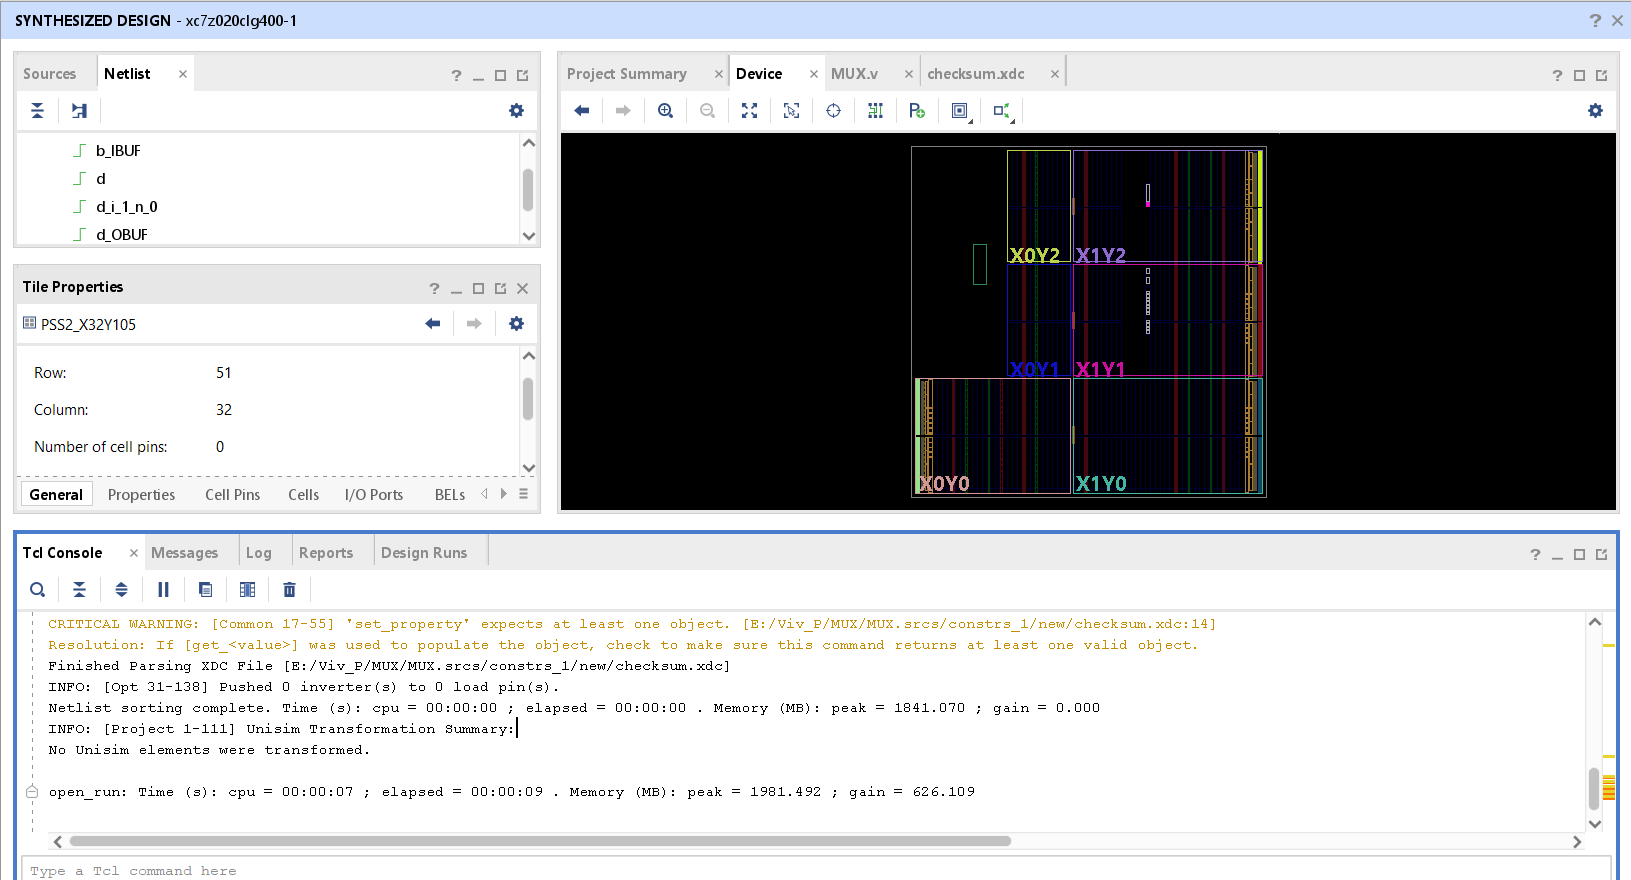 SYNTHESIZED DESIGN - xc7z020clg400-1
Sources
Netlist
b_IBUF
d
d_i_1_n_0
d_OBUF
Tile Properties
PSS2_X32Y105
Row: 51
Column: 32
Number of cell pins: 0
General Properties Cell Pins Cells I/O Ports BELs
Project Summary Device MUX.v checksum.xdc
X0Y2 X1Y2
X0Y1 X1Y1
X0Y0 X1Y0
Tcl Console Messages Log Reports Design Runs
CRITICAL WARNING: [Common 17-55] 'set_property' expects at least one object. [E:/Viv_P/MUX/MUX.srcs/constrs_1/new/checksum.xdc:14]
Resolution: If [get_<value>] was used to populate the object, check to make sure this command returns at least one valid object.
Finished Parsing XDC File [E:/Viv_P/MUX/MUX.srcs/constrs_1/new/checksum.xdc]
INFO: [Opt 31-138] Pushed 0 inverter(s) to 0 load pin(s).
Netlist sorting complete. Time (s): cpu = 00:00:00 ; elapsed = 00:00:00 . Memory (MB): peak = 1841.070 ; gain = 0.000
INFO: [Project 1-111] Unisim Transformation Summary:
No Unisim elements were transformed.
open_run: Time (s): cpu = 00:00:07 ; elapsed = 00:00:09 . Memory (MB): peak = 1981.492 ; gain = 626.109
Type a Tcl command here